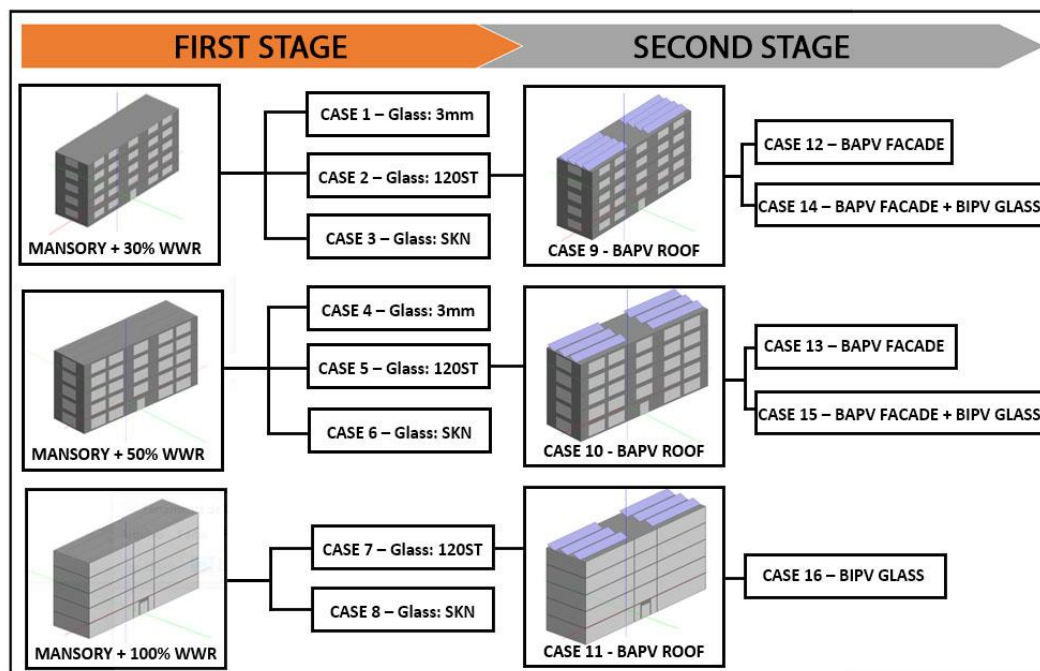 FIRST STAGE
SECOND STAGE
MANSORY + 30% WWR
CASE 1 – Glass: 3mm
CASE 2 – Glass: 120ST
CASE 3 – Glass: SKN
CASE 9 - BAPV ROOF
CASE 12 – BAPV FACADE
CASE 14 – BAPV FACADE + BIPV GLASS
MANSORY + 50% WWR
CASE 4 – Glass: 3mm
CASE 5 – Glass: 120ST
CASE 6 – Glass: SKN
CASE 10 - BAPV ROOF
CASE 13 – BAPV FACADE
CASE 15 – BAPV FACADE + BIPV GLASS
MANSORY + 100% WWR
CASE 7 – Glass: 120ST
CASE 8 – Glass: SKN
CASE 11 - BAPV ROOF
CASE 16 – BIPV GLASS